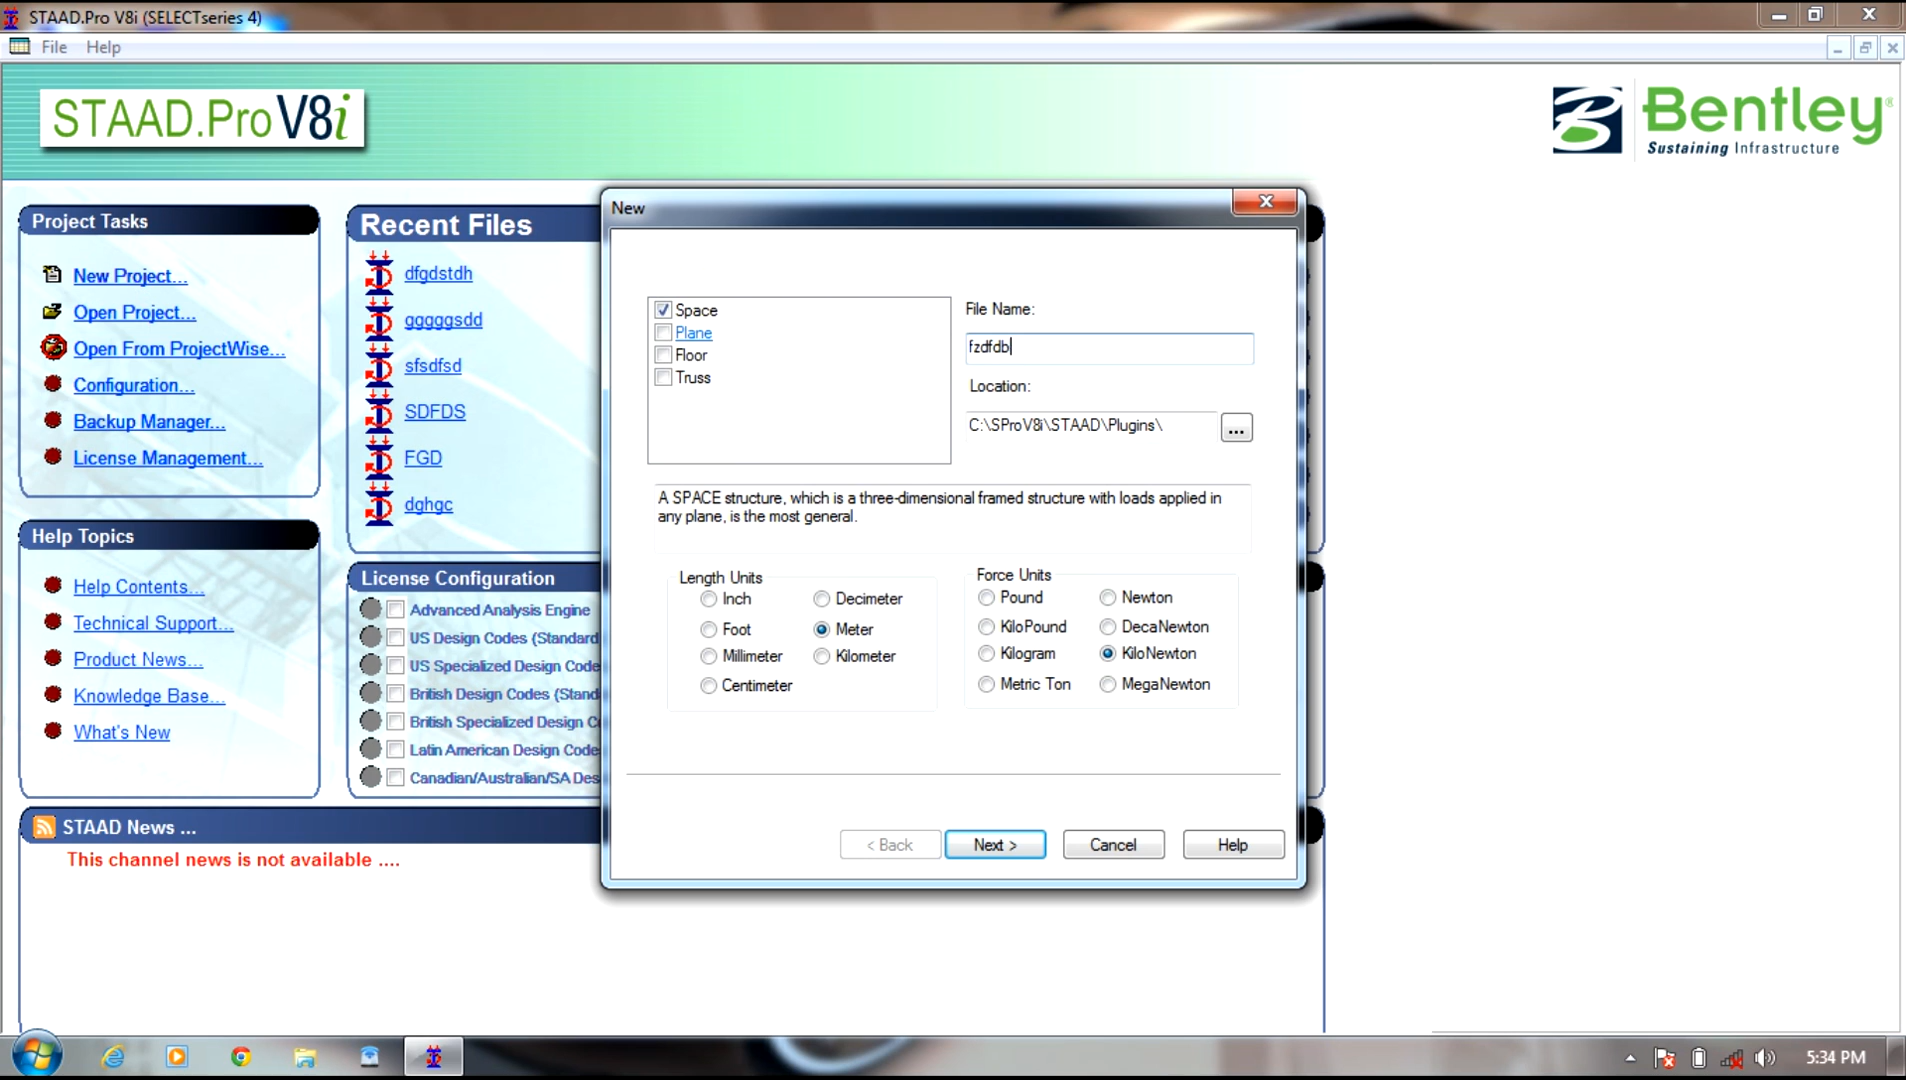 STAAD.Pro V8i (SELECTseries 4)
File Help
STAAD.Pro V8i
Bentley®
Sustaining Infrastructure
Project Tasks
New Project...
Open Project...
Open From ProjectWise...
Configuration...
Backup Manager...
License Management...
Help Topics
Help Contents...
Technical Support...
Product News...
Knowledge Base...
What's New
Recent Files
dfgdstdh
gggggsdd
sfsdfsd
SDFDS
FGD
dghgc
License Configuration
Advanced Analysis Engine
US Design Codes (Standard
US Specialized Design Code
British Design Codes (Stand
British Specialized Design C
Latin American Design Code
Canadian/Australian/SA Des
STAAD News ...
This channel news is not available ....
New
Space
Plane
Floor
Truss
File Name:
fzdfdb
Location:
C:\SProV8i\STAAD\Plugins\
...
A SPACE structure, which is a three-dimensional framed structure with loads applied in
any plane, is the most general.
Length Units
Inch
Decimeter
Foot
Meter
Millimeter
Kilometer
Centimeter
Force Units
Pound
Newton
KiloPound
DecaNewton
Kilogram
KiloNewton
Metric Ton
MegaNewton
< Back
Next >
Cancel
Help
5:34 PM